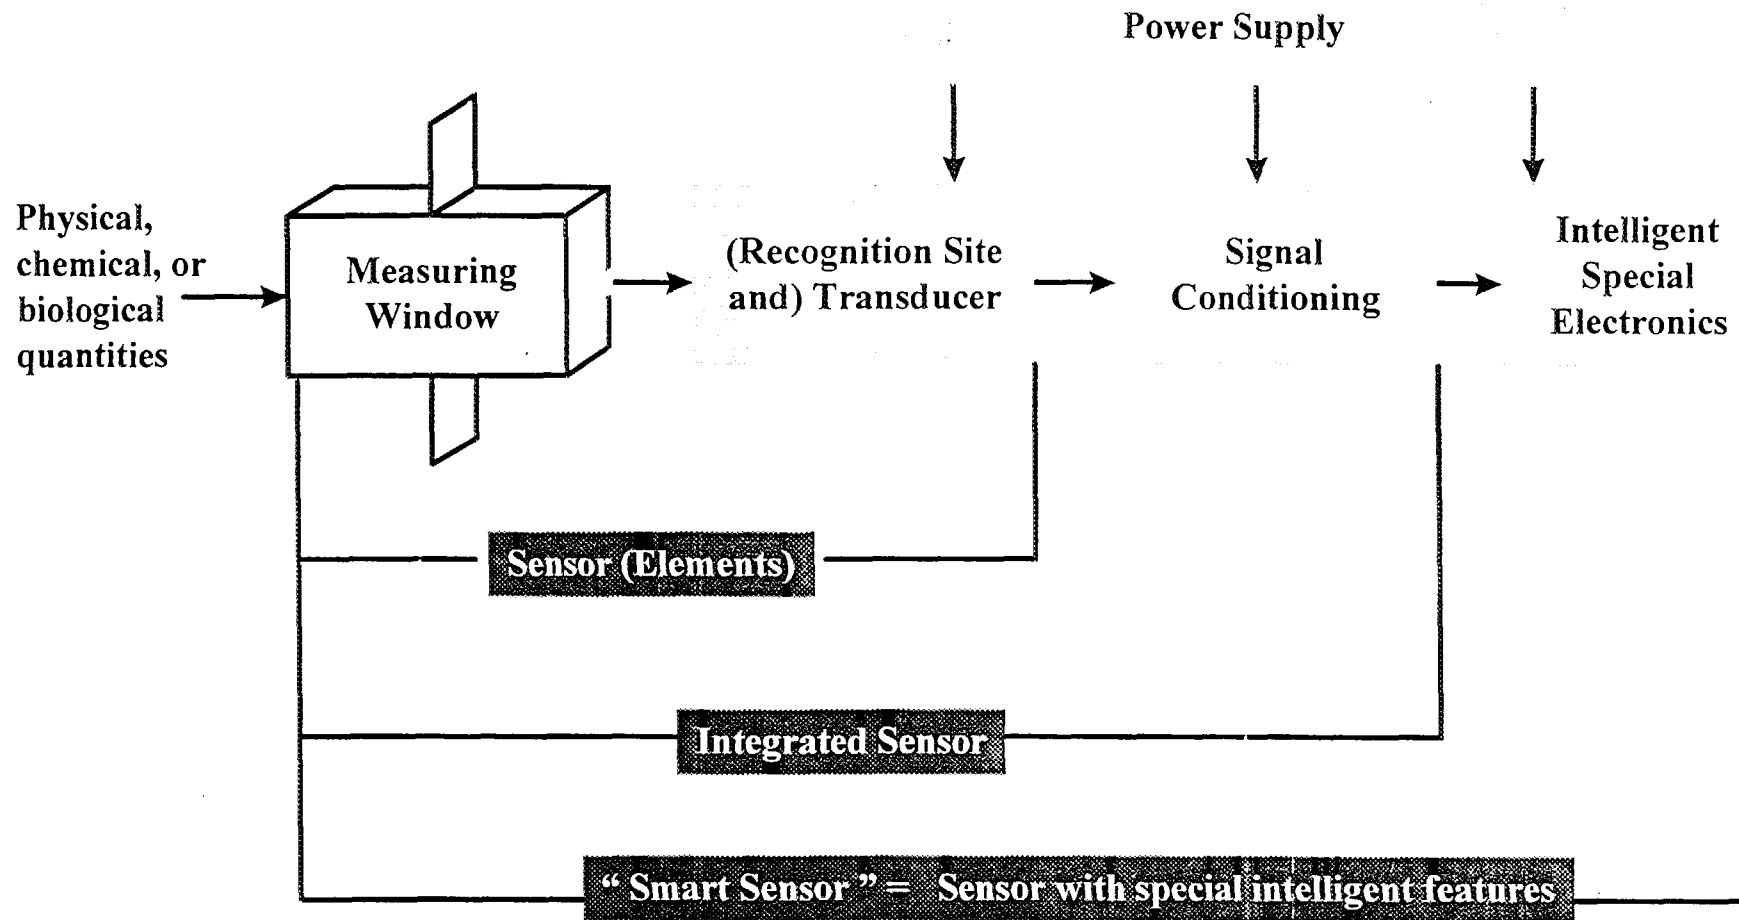 Power Supply
Physical,
chemical, or
biological
quantities
Measuring
Window
(Recognition Site
and) Transducer
Signal
Conditioning
Intelligent
Special
Electronics
Sensor (Elements)
Integrated Sensor
“ Smart Sensor ” = Sensor with special intelligent features